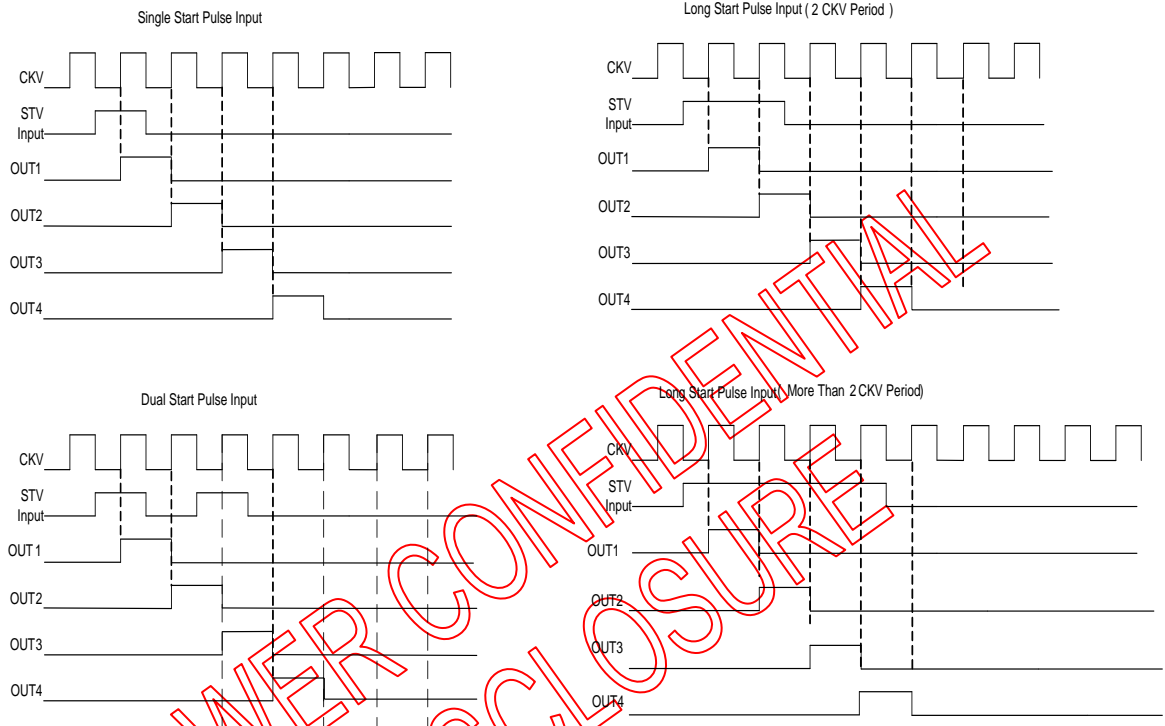 Single Start Pulse Input
CKV
STV
Input
OUT1
OUT2
OUT3
OUT4
Long Start Pulse Input ( 2 CKV Period )
CKV
STV
Input
OUT1
OUT2
OUT3
OUT4
Dual Start Pulse Input
CKV
STV
Input
OUT 1
OUT2
OUT3
OUT4
Long Start Pulse Input( More Than 2 CKV Period)
CKV
STV
Input
OUT1
OUT2
OUT3
OUT4
CONFIDENTIAL